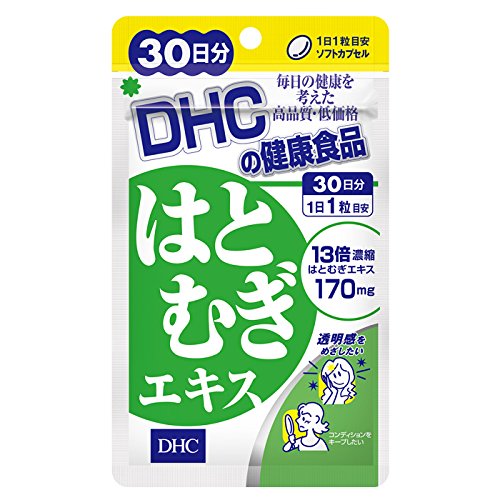 30日分
1日1粒目安
ソフトカプセル
毎日の健康を
考えた
高品質・低価格
DHC
の健康食品
30日分
1日1粒目安
はと
むぎ
エキス
13倍濃縮
はとむぎエキス
170mg
透明感を
めざしたい
コンディションを
キープしたい
DHC